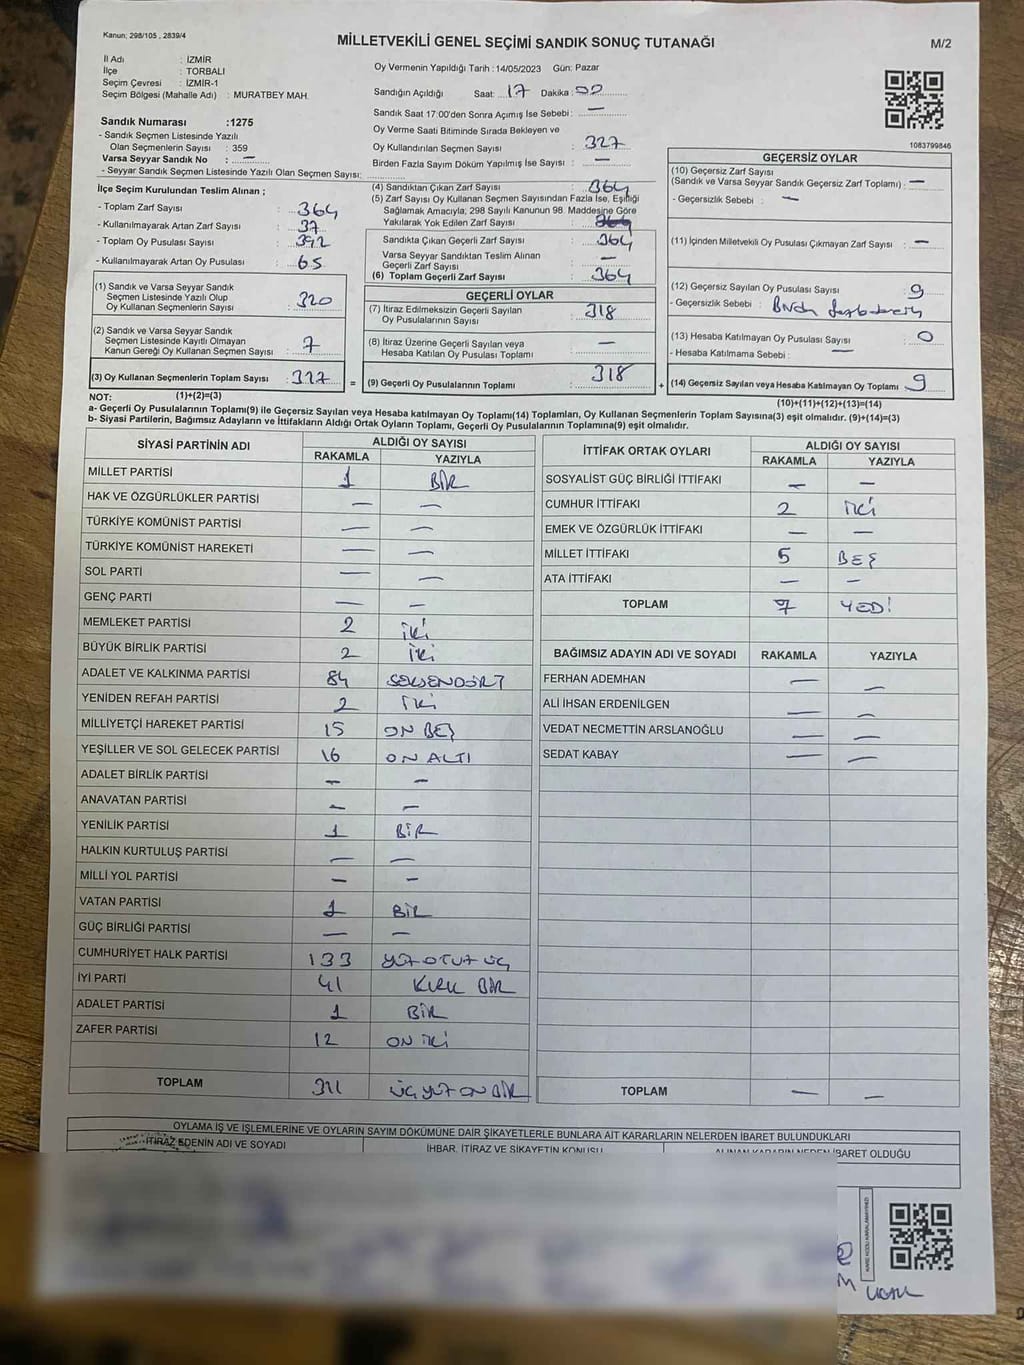 Kanun: 298/105 , 2839/4
MİLLETVEKİLİ GENEL SEÇİMİ SANDIK SONUÇ TUTANAĞI
M/2
İl Adı : İZMİR
İlçe : TORBALI
Seçim Çevresi : İZMİR-1
Seçim Bölgesi (Mahalle Adı) : MURATBEY MAH.
Sandık Numarası :1275
- Sandık Seçmen Listesinde Yazılı
Olan Seçmenlerin Sayısı : 359
Varsa Seyyar Sandık No : —
- Seyyar Sandık Seçmen Listesinde Yazılı Olan Seçmen Sayısı:
Oy Vermenin Yapıldığı Tarih : 14/05/2023 Gün: Pazar
Sandığın Açıldığı Saat: 17 Dakika: 00
Sandık Saat 17:00'den Sonra Açımış İse Sebebi : —
Oy Verme Saati Bitiminde Sırada Bekleyen ve
Oy Kullandırılan Seçmen Sayısı : 327
Birden Fazla Sayım Döküm Yapılmış İse Sayısı : —
1083799846
İlçe Seçim Kurulundan Teslim Alınan ;
- Toplam Zarf Sayısı : 364
- Kullanılmayarak Artan Zarf Sayısı : 37
- Toplam Oy Pusulası Sayısı : 392
- Kullanılmayarak Artan Oy Pusulası : 65
(4) Sandıktan Çıkan Zarf Sayısı : 364
(5) Zarf Sayısı Oy Kullanan Seçmen Sayısından Fazla İse, Eşitliği
Sağlamak Amacıyla; 298 Sayılı Kanunun 98. Maddesine Göre
Yakılarak Yok Edilen Zarf Sayısı :
Sandıkta Çıkan Geçerli Zarf Sayısı : 364
Varsa Seyyar Sandıktan Teslim Alınan
Geçerli Zarf Sayısı : —
(6) Toplam Geçerli Zarf Sayısı : 364
GEÇERSİZ OYLAR
(10) Geçersiz Zarf Sayısı
(Sandık ve Varsa Seyyar Sandık Geçersiz Zarf Toplamı) : —
- Geçersizlik Sebebi : —
(11) İçinden Milletvekili Oy Pusulası Çıkmayan Zarf Sayısı : —
(12) Geçersiz Sayılan Oy Pusulası Sayısı : 9
- Geçersizlik Sebebi :
(13) Hesaba Katılmayan Oy Pusulası Sayısı : 0
- Hesaba Katılmama Sebebi : —
(14) Geçersiz Sayılan veya Hesaba Katılmayan Oy Toplamı 9
(10)+(11)+(12)+(13)=(14)
(1) Sandık ve Varsa Seyyar Sandık
Seçmen Listesinde Yazılı Olup
Oy Kullanan Seçmenlerin Sayısı : 320
(2) Sandık ve Varsa Seyyar Sandık
Seçmen Listesinde Kayıtlı Olmayan
Kanun Gereği Oy Kullanan Seçmen Sayısı : 7
(3) Oy Kullanan Seçmenlerin Toplam Sayısı : 327
(1)+(2)=(3)
GEÇERLİ OYLAR
(7) İtiraz Edilmeksizin Geçerli Sayılan
Oy Pusulalarının Sayısı : 318
(8) İtiraz Üzerine Geçerli Sayılan veya
Hesaba Katılan Oy Pusulası Toplamı : —
= (9) Geçerli Oy Pusulalarının Toplamı : 318 +
NOT:
a- Geçerli Oy Pusulalarının Toplamı(9) ile Geçersiz Sayılan veya Hesaba katılmayan Oy Toplamı(14) Toplamları, Oy Kullanan Seçmenlerin Toplam Sayısına(3) eşit olmalıdır. (9)+(14)=(3)
b- Siyasi Partilerin, Bağımsız Adayların ve İttifakların Aldığı Ortak Oyların Toplamı, Geçerli Oy Pusulalarının Toplamına(9) eşit olmalıdır.
SİYASİ PARTİNİN ADI ALDIĞI OY SAYISI
RAKAMLA YAZIYLA
MİLLET PARTİSİ 1 BİR
HAK VE ÖZGÜRLÜKLER PARTİSİ — —
TÜRKİYE KOMÜNİST PARTİSİ — —
TÜRKİYE KOMÜNİST HAREKETİ — —
SOL PARTİ — —
GENÇ PARTİ — —
MEMLEKET PARTİSİ 2 İKİ
BÜYÜK BİRLİK PARTİSİ 2 İKİ
ADALET VE KALKINMA PARTİSİ 84 SEKSENDÖRT
YENİDEN REFAH PARTİSİ 2 İKİ
MİLLİYETÇİ HAREKET PARTİSİ 15 ON BEŞ
YEŞİLLER VE SOL GELECEK PARTİSİ 16 ON ALTI
ADALET BİRLİK PARTİSİ — —
ANAVATAN PARTİSİ — —
YENİLİK PARTİSİ 1 BİR
HALKIN KURTULUŞ PARTİSİ — —
MİLLİ YOL PARTİSİ — —
VATAN PARTİSİ 1 BİR
GÜÇ BİRLİĞİ PARTİSİ — —
CUMHURİYET HALK PARTİSİ 133 YÜZ OTUZ ÜÇ
İYİ PARTİ 41 KIRK BİR
ADALET PARTİSİ 1 BİR
ZAFER PARTİSİ 12 ON İKİ
TOPLAM 311 ÜÇ YÜZ ON BİR
İTTİFAK ORTAK OYLARI ALDIĞI OY SAYISI
RAKAMLA YAZIYLA
SOSYALİST GÜÇ BİRLİĞİ İTTİFAKI — —
CUMHUR İTTİFAKI 2 İKİ
EMEK VE ÖZGÜRLÜK İTTİFAKI — —
MİLLET İTTİFAKI 5 BEŞ
ATA İTTİFAKI — —
TOPLAM 7 YEDİ
BAĞIMSIZ ADAYIN ADI VE SOYADI RAKAMLA YAZIYLA
FERHAN ADEMHAN — —
ALİ İHSAN ERDENİLGEN — —
VEDAT NECMETTİN ARSLANOĞLU — —
SEDAT KABAY — —
TOPLAM — —
OYLAMA İŞ VE İŞLEMLERİNE VE OYLARIN SAYIM DÖKÜMÜNE DAİR ŞİKAYETLERLE BUNLARA AİT KARARLARIN NELERDEN İBARET BULUNDUKLARI
İTİRAZ EDENİN ADI VE SOYADI
İHBAR, İTİRAZ VE ŞİKAYETİN KONUSU
ALINAN KARARIN NEDEN İBARET OLDUĞU
KARE KODU KARALAMAYINIZ!